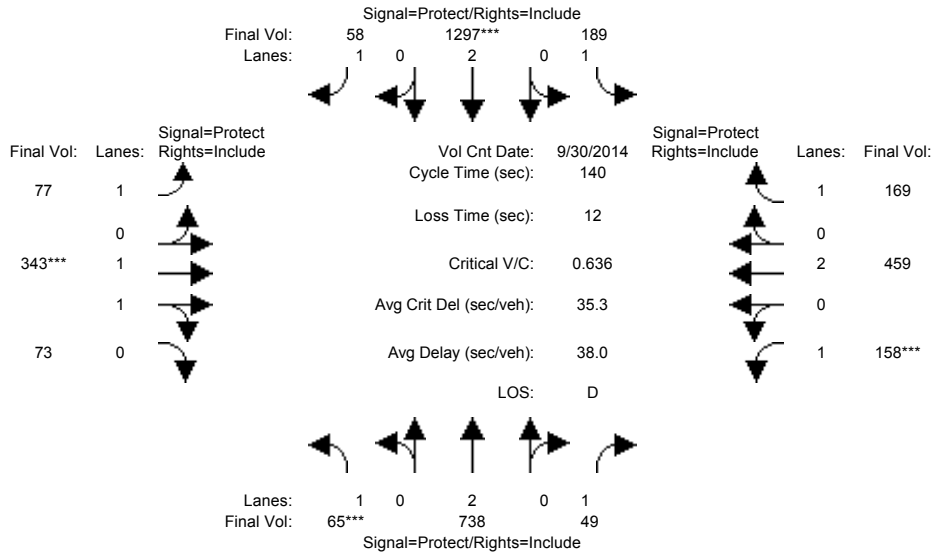 Signal=Protect/Rights=Include
Final Vol: 58 1297*** 189
Lanes: 1 0 2 0 1
Signal=Protect Signal=Protect
Final Vol: Lanes: Rights=Include Vol Cnt Date: 9/30/2014 Rights=Include Lanes: Final Vol:
Cycle Time (sec): 140
77 1 1 169
Loss Time (sec): 12
0 0
343*** 1 Critical V/C: 0.636 2 459
1 Avg Crit Del (sec/veh): 35.3 0
73 0 Avg Delay (sec/veh): 38.0 1 158***
LOS: D
Lanes: 1 0 2 0 1
Final Vol: 65*** 738 49
Signal=Protect/Rights=Include